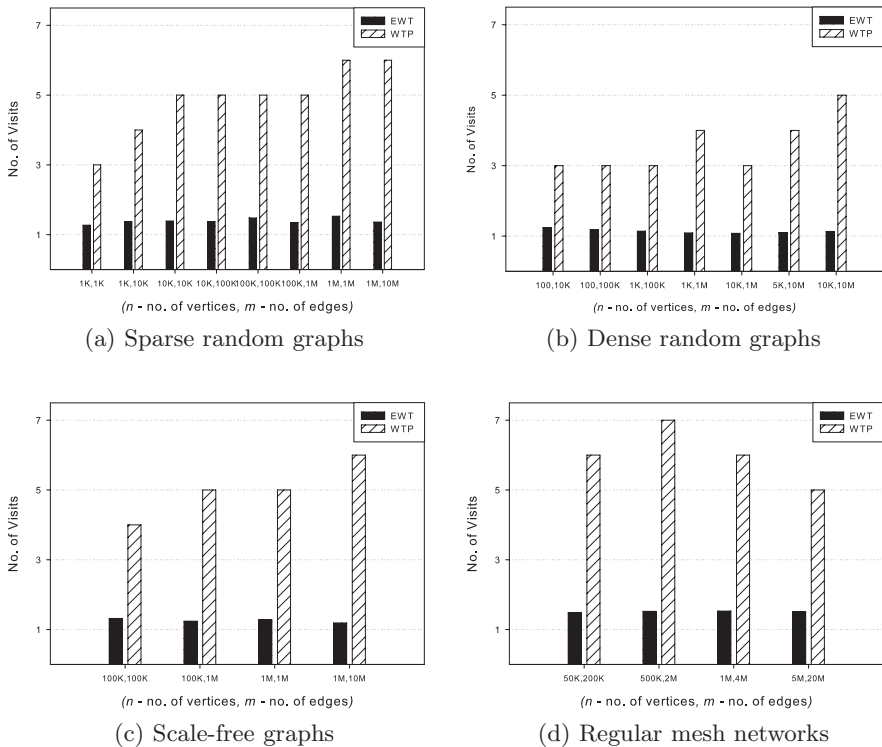 EWT
WTP
7
5
3
1
No. of Visits
1K,1K 1K,10K 10K,10K 10K,100K 100K,100K 100K,1M 1M,1M 1M,10M
(n - no. of vertices, m - no. of edges)
(a) Sparse random graphs
EWT
WTP
7
5
3
1
No. of Visits
100,10K 100,100K 1K,100K 1K,1M 10K,1M 5K,10M 10K,10M
(n - no. of vertices, m - no. of edges)
(b) Dense random graphs
EWT
WTP
7
5
3
1
No. of Visits
100K,100K 100K,1M 1M,1M 1M,10M
(n - no. of vertices, m - no. of edges)
(c) Scale-free graphs
EWT
WTP
7
5
3
1
No. of Visits
50K,200K 500K,2M 1M,4M 5M,20M
(n - no. of vertices, m - no. of edges)
(d) Regular mesh networks